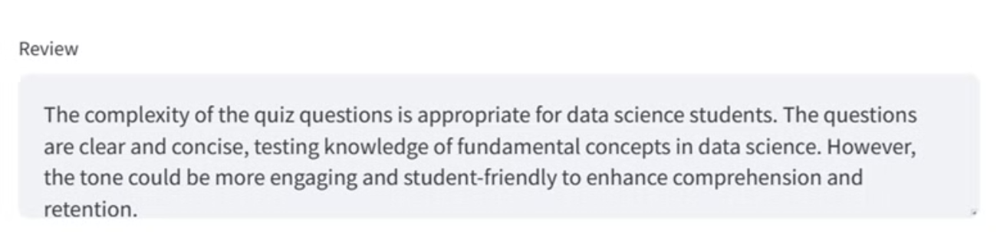 Review
The complexity of the quiz questions is appropriate for data science students. The questions
are clear and concise, testing knowledge of fundamental concepts in data science. However,
the tone could be more engaging and student-friendly to enhance comprehension and
retention.